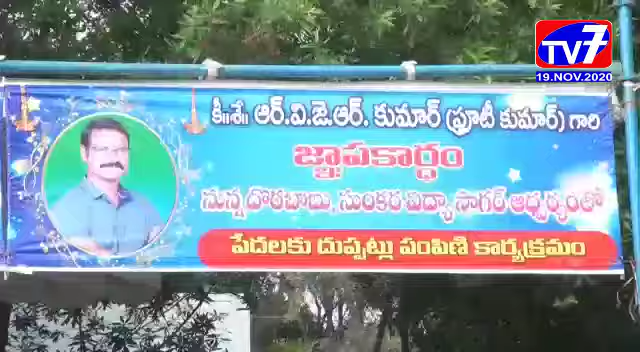 TV7
19.NOV.2020
కీ॥శే॥ ఆర్.వి.జె.ఆర్. కుమార్ (ఫ్రూటీ కుమార్) గారి
జ్ఞాపకార్థం
నున్న దొరబాబు, సుంకర విద్యా సాగర్ ఆధ్వర్యంలో
పేదలకు దుప్పట్లు పంపిణి కార్యక్రమం